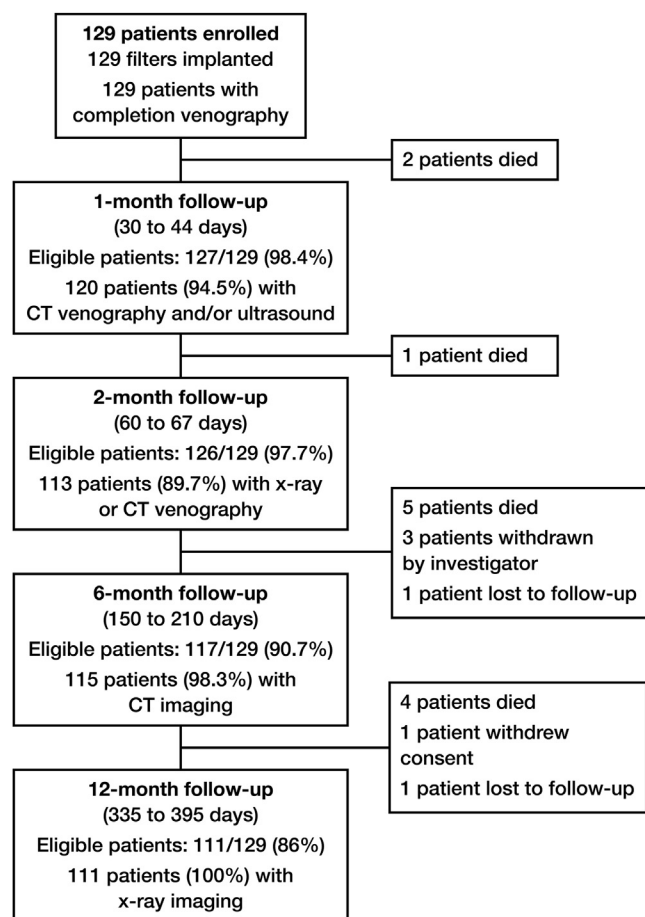 129 patients enrolled
129 filters implanted
129 patients with
completion venography
2 patients died
1-month follow-up
(30 to 44 days)
Eligible patients: 127/129 (98.4%)
120 patients (94.5%) with
CT venography and/or ultrasound
1 patient died
2-month follow-up
(60 to 67 days)
Eligible patients: 126/129 (97.7%)
113 patients (89.7%) with x-ray
or CT venography
5 patients died
3 patients withdrawn
by investigator
1 patient lost to follow-up
6-month follow-up
(150 to 210 days)
Eligible patients: 117/129 (90.7%)
115 patients (98.3%) with
CT imaging
4 patients died
1 patient withdrew
consent
1 patient lost to follow-up
12-month follow-up
(335 to 395 days)
Eligible patients: 111/129 (86%)
111 patients (100%) with
x-ray imaging